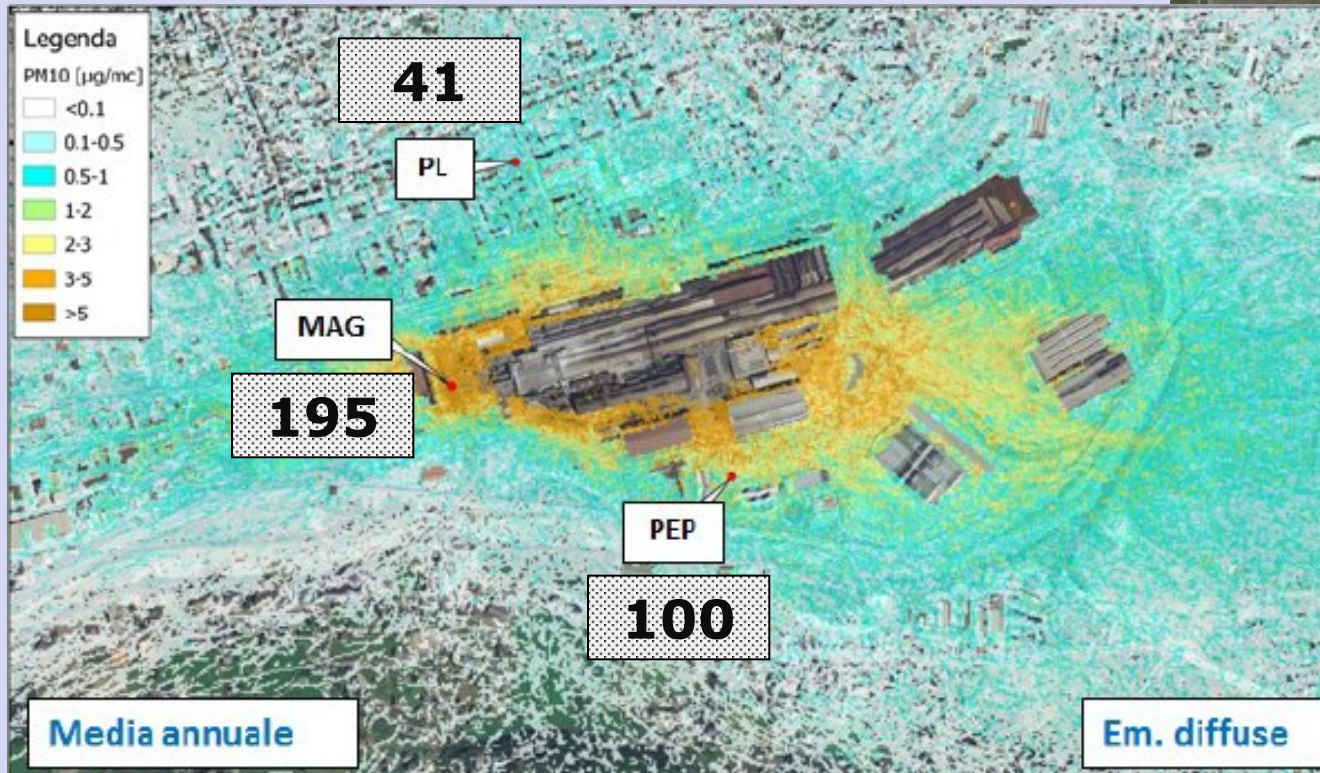 Legenda
PM10 [µg/mc]
<0.1
0.1-0.5
0.5-1
1-2
2-3
3-5
>5
41
PL
MAG
195
PEP
100
Media annuale
Em. diffuse